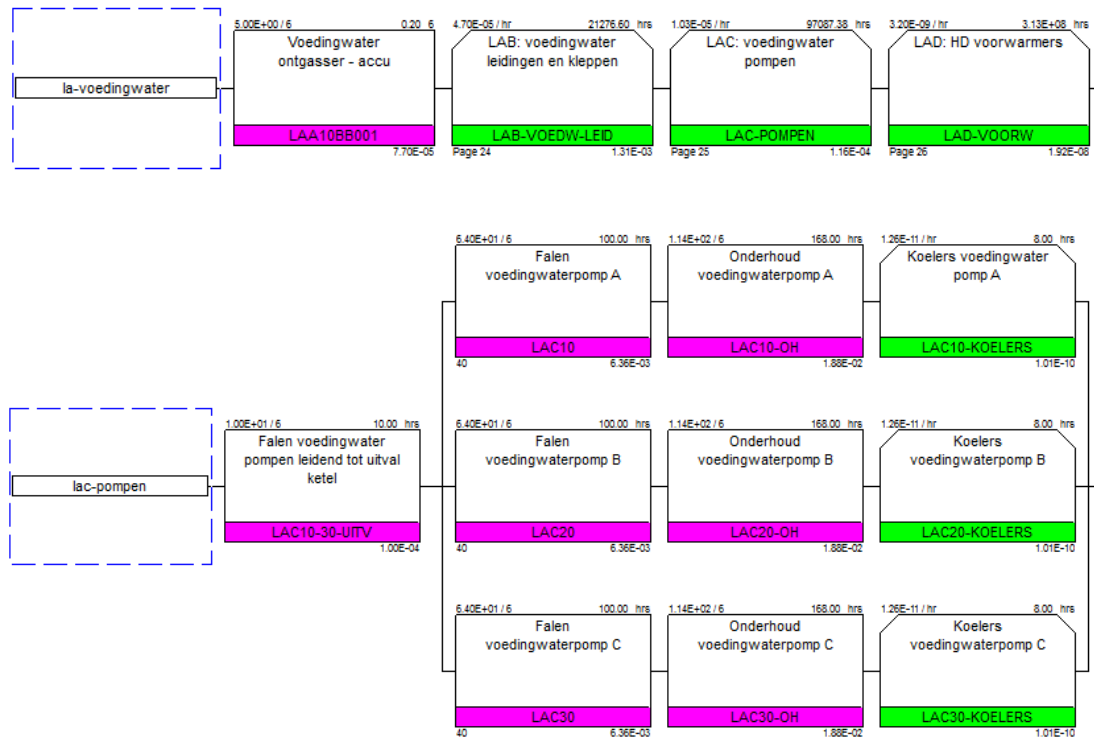 5.00E+00 / 6 0.20 6
Voedingwater
ontgasser - accu
LAA10BB001
7.70E-05
4.70E-05 / hr 21276.60 hrs
LAB: voedingwater
leidingen en kleppen
LAB-VOEDW-LEID
Page 24 1.31E-03
1.03E-05 / hr 97087.38 hrs
LAC: voedingwater
pompen
LAC-POMPEN
Page 25 1.16E-04
3.20E-09 / hr 3.13E+08 hrs
LAD: HD voorwarmers
LAD-VOORW
Page 26 1.92E-08
la-voedingwater
6.40E+01 / 6 100.00 hrs
Falen
voedingwaterpomp A
LAC10
40 6.36E-03
1.14E+02 / 6 168.00 hrs
Onderhoud
voedingwaterpomp A
LAC10-OH
1.88E-02
1.26E-11 / hr 8.00 hrs
Koelers voedingwater
pomp A
LAC10-KOELERS
1.01E-10
lac-pompen
1.00E+01 / 6 10.00 hrs
Falen voedingwater
pompen leidend tot uitval
ketel
LAC10-30-UITV
1.00E-04
6.40E+01 / 6 100.00 hrs
Falen
voedingwaterpomp B
LAC20
40 6.36E-03
1.14E+02 / 6 168.00 hrs
Onderhoud
voedingwaterpomp B
LAC20-OH
1.88E-02
1.26E-11 / hr 8.00 hrs
Koelers
voedingwaterpomp B
LAC20-KOELERS
1.01E-10
6.40E+01 / 6 100.00 hrs
Falen
voedingwaterpomp C
LAC30
40 6.36E-03
1.14E+02 / 6 168.00 hrs
Onderhoud
voedingwaterpomp C
LAC30-OH
1.88E-02
1.26E-11 / hr 8.00 hrs
Koelers
voedingwaterpomp C
LAC30-KOELERS
1.01E-10